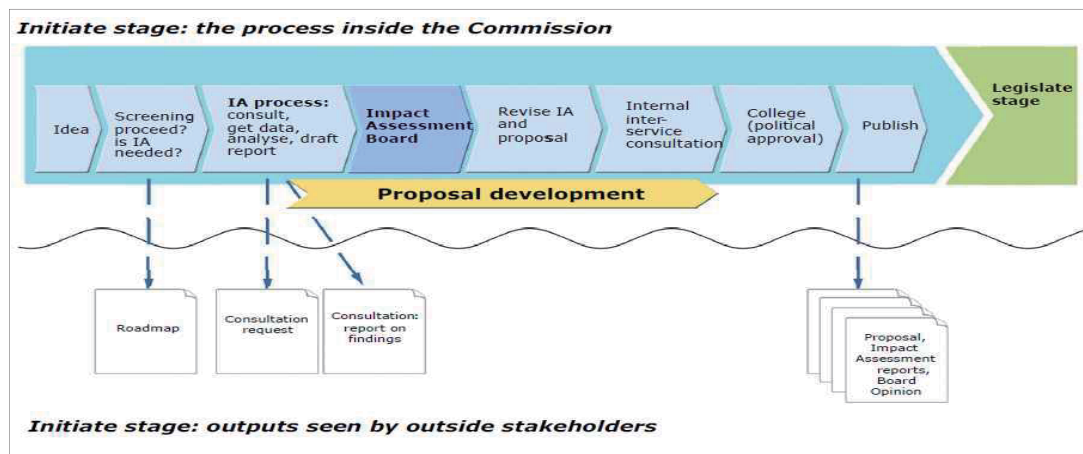 Initiate stage: the process inside the Commission
Idea
Screening
proceed?
is IA
needed?
IA process:
consult,
get data,
analyse, draft
report
Impact
Assessment
Board
Revise IA
and
proposal
Internal
inter-
service
consultation
College
(political
approval)
Publish
Legislate
stage
Proposal development
Roadmap
Consultation
request
Consultation:
report on
findings
Proposal,
Impact
Assessment
reports,
Board
Opinion
Initiate stage: outputs seen by outside stakeholders